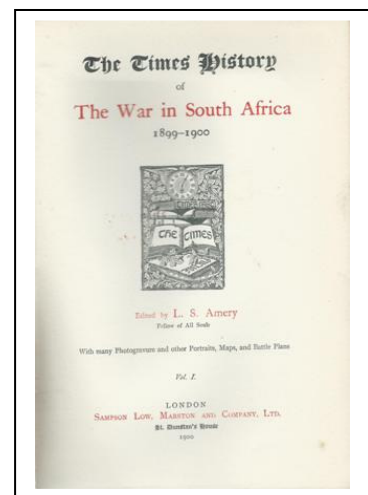 The Times History
of
The War in South Africa
1899–1900
THE TIMES
Edited by L. S. Amery
Fellow of All Souls
With many Photogravure and other Portraits, Maps, and Battle Plans
Vol. I.
LONDON
SAMPSON LOW, MARSTON AND COMPANY, LTD.
St. Dunstan's House
1900